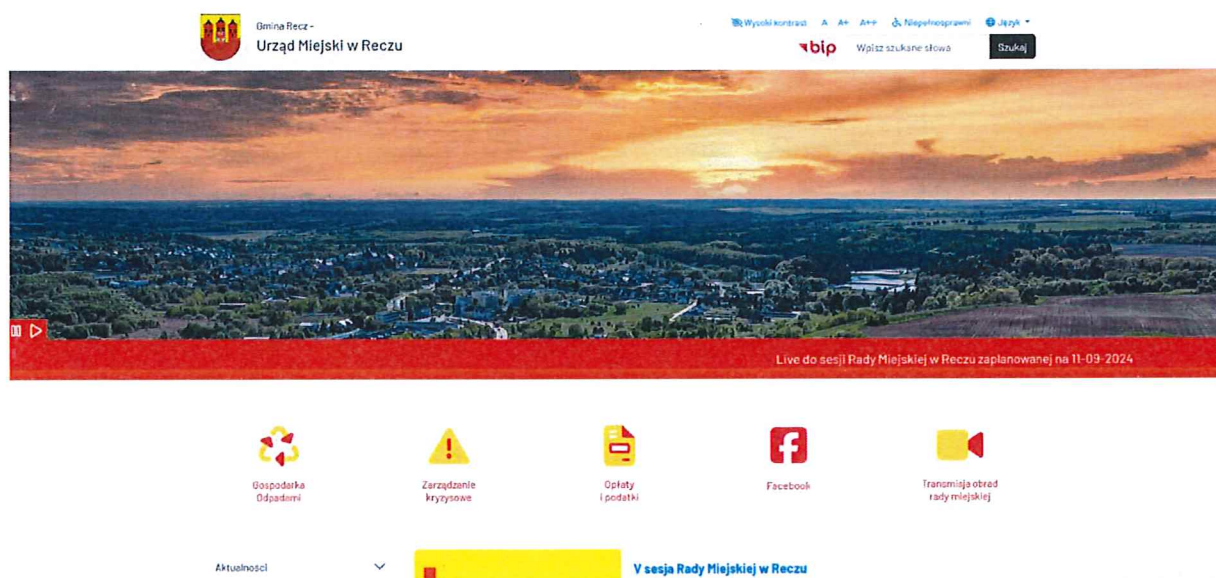 Gmina Recz -
Urząd Miejski w Reczu
Wysoki kontrast A A+ A++ Niepełnosprawni Język
bip Wpisz szukane słowa Szukaj
Live do sesji Rady Miejskiej w Reczu zaplanowanej na 11-09-2024
Gospodarka
Odpadami
Zarządzanie
kryzysowe
Opłaty
i podatki
Facebook
Transmisja obrad
rady miejskiej
Aktualności
V sesja Rady Miejskiej w Reczu